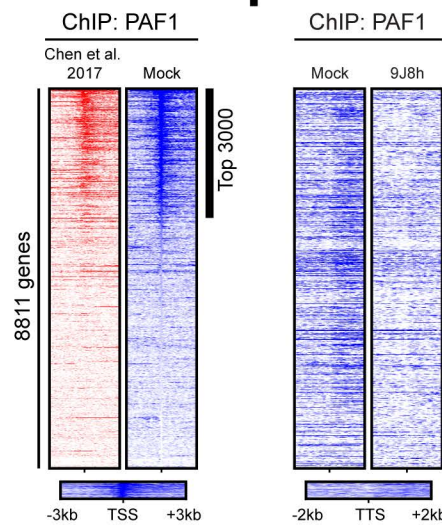 ChIP: PAF1
Chen et al.
2017
Mock
Top 3000
8811 genes
-3kb TSS +3kb
ChIP: PAF1
Mock 9J8h
-2kb TTS +2kb